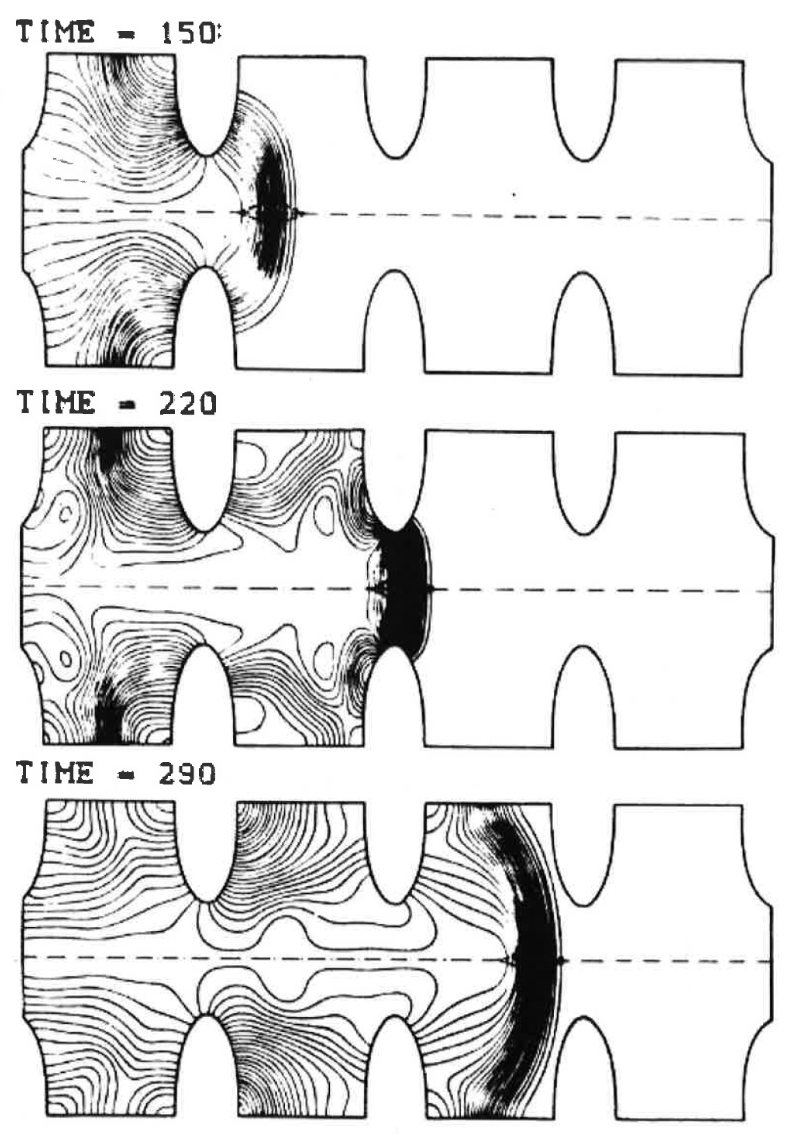 TIME = 150
TIME = 220
TIME = 290